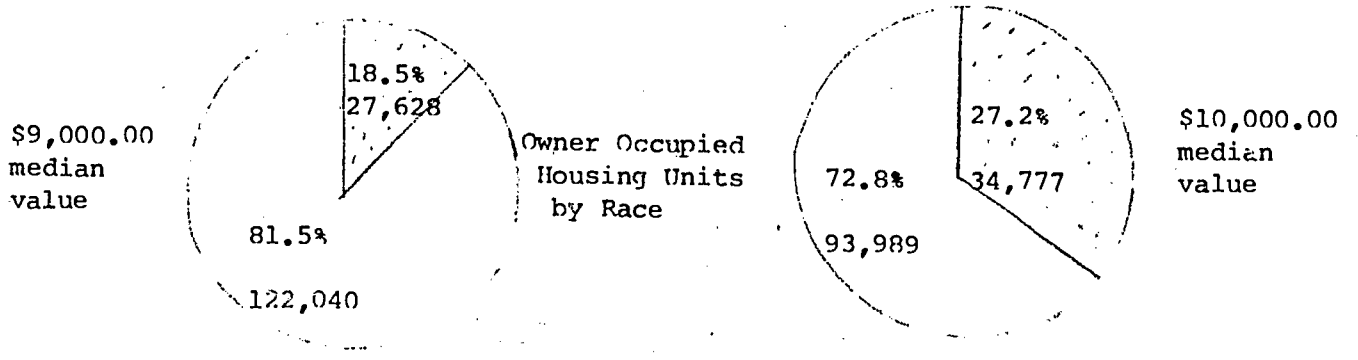 $9,000.00
median
value
18.5%
27,628
81.5%
122,040
Owner Occupied
Housing Units
by Race
72.8%
93,989
27.2%
34,777
$10,000.00
median
value